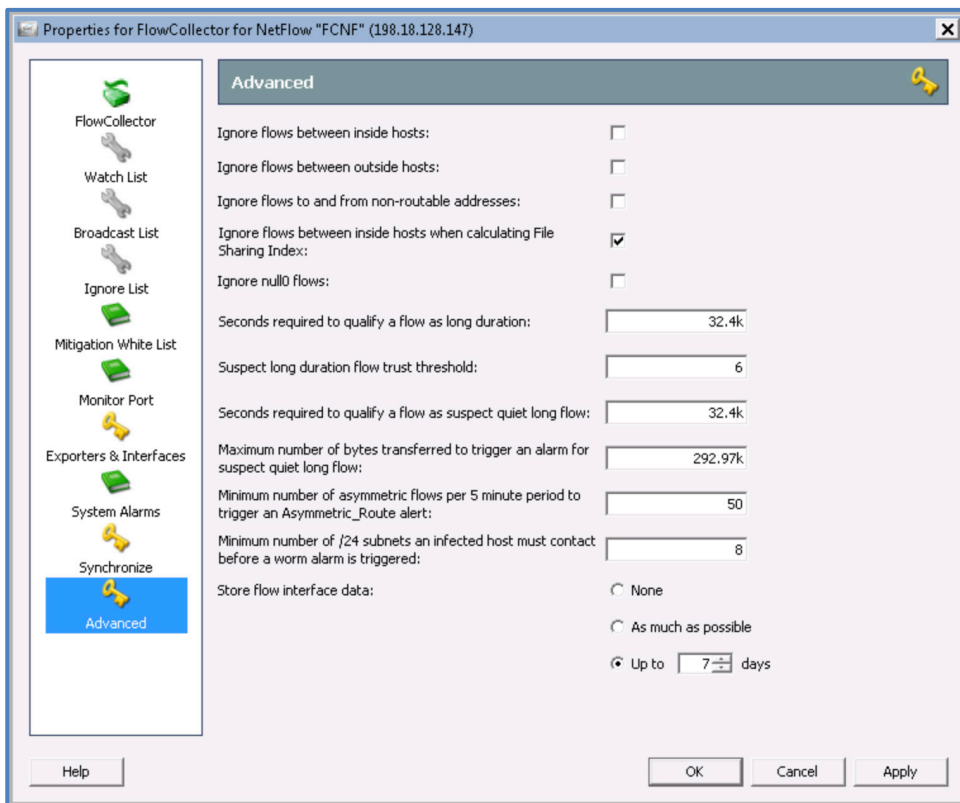 Properties for FlowCollector for NetFlow "FCNF" (198.18.128.147)
FlowCollector
Watch List
Broadcast List
Ignore List
Mitigation White List
Monitor Port
Exporters & Interfaces
System Alarms
Synchronize
Advanced
Advanced
Ignore flows between inside hosts:
Ignore flows between outside hosts:
Ignore flows to and from non-routable addresses:
Ignore flows between inside hosts when calculating File
Sharing Index:
Ignore null0 flows:
Seconds required to qualify a flow as long duration:
32.4k
Suspect long duration flow trust threshold:
6
Seconds required to qualify a flow as suspect quiet long flow:
32.4k
Maximum number of bytes transferred to trigger an alarm for
suspect quiet long flow:
292.97k
Minimum number of asymmetric flows per 5 minute period to
trigger an Asymmetric_Route alert:
50
Minimum number of /24 subnets an infected host must contact
before a worm alarm is triggered:
8
Store flow interface data:
None
As much as possible
Up to 7 days
Help
OK
Cancel
Apply